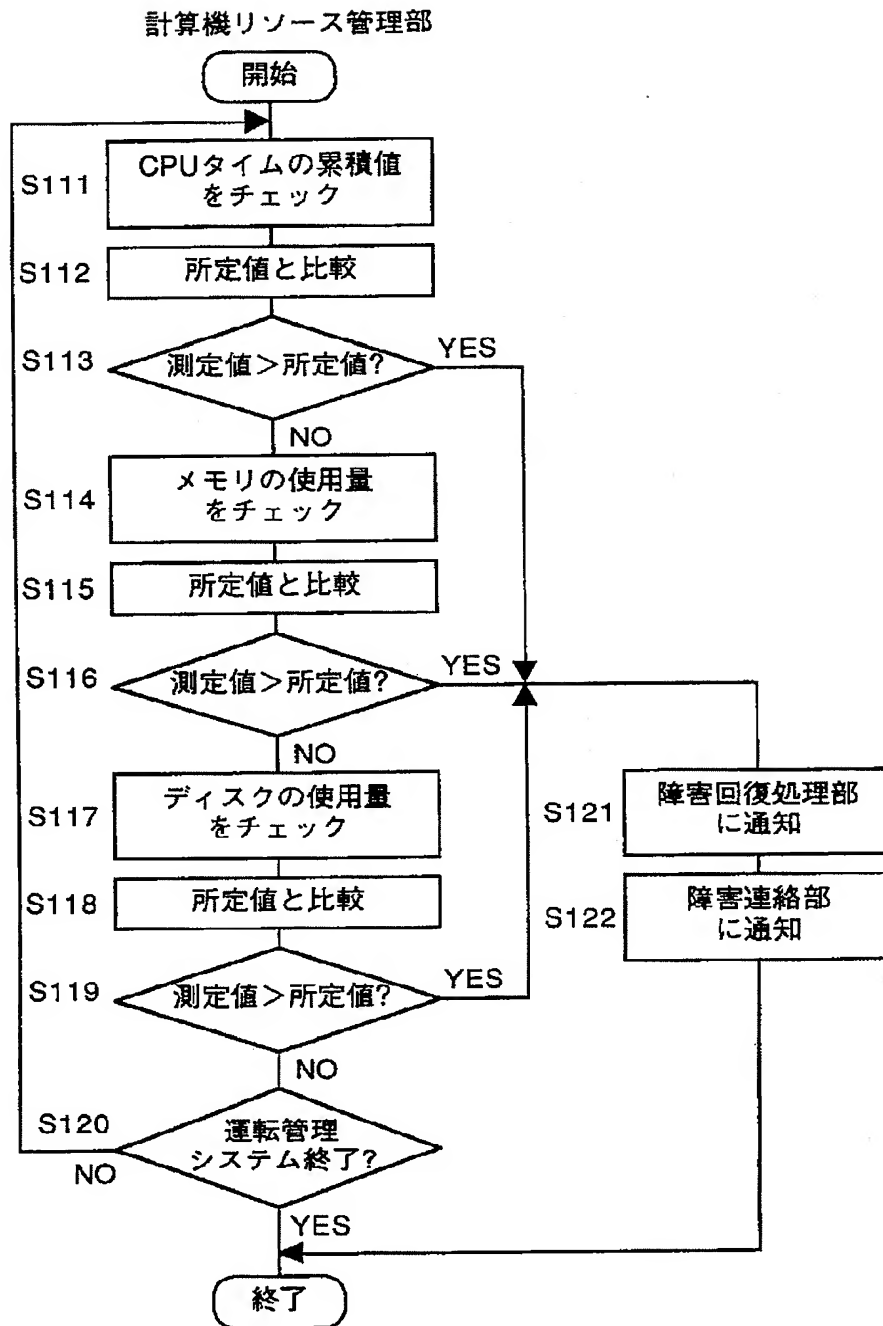 計算機リソース管理部
開始
S111
CPUタイムの累積値
をチェック
S112
所定値と比較
S113
測定値>所定値?
YES
NO
S114
メモリの使用量
をチェック
S115
所定値と比較
S116
測定値>所定値?
YES
NO
S117
ディスクの使用量
をチェック
S121
障害回復処理部
に通知
S118
所定値と比較
S122
障害連絡部
に通知
S119
測定値>所定値?
YES
NO
S120
運転管理
システム終了?
NO
YES
終了